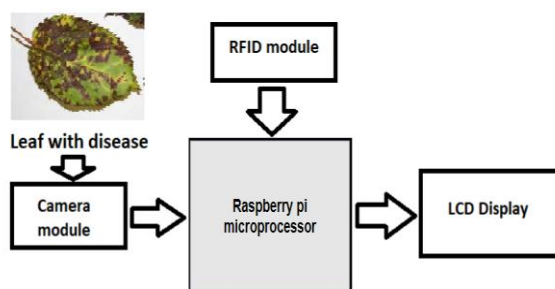 RFID module
Leaf with disease
Camera
module
Raspberry pi
microprocessor
LCD Display